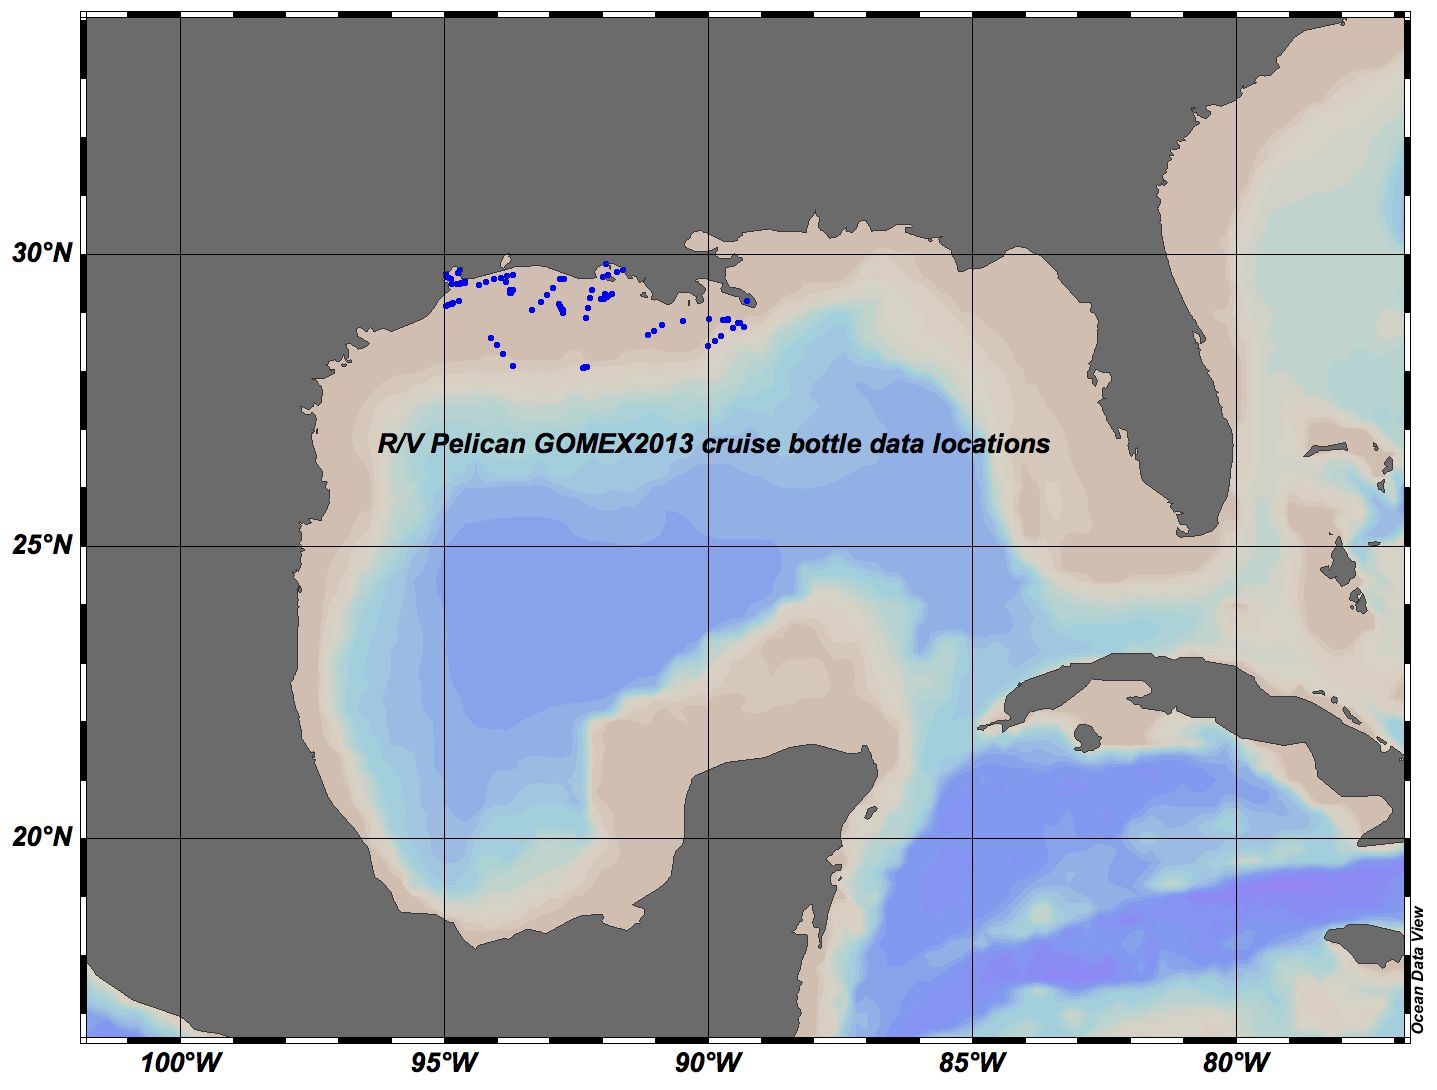 30°N
R/V Pelican GOMEX2013 cruise bottle data locations
25°N
20°N
Ocean Data View
100°W 95°W 90°W 85°W 80°W